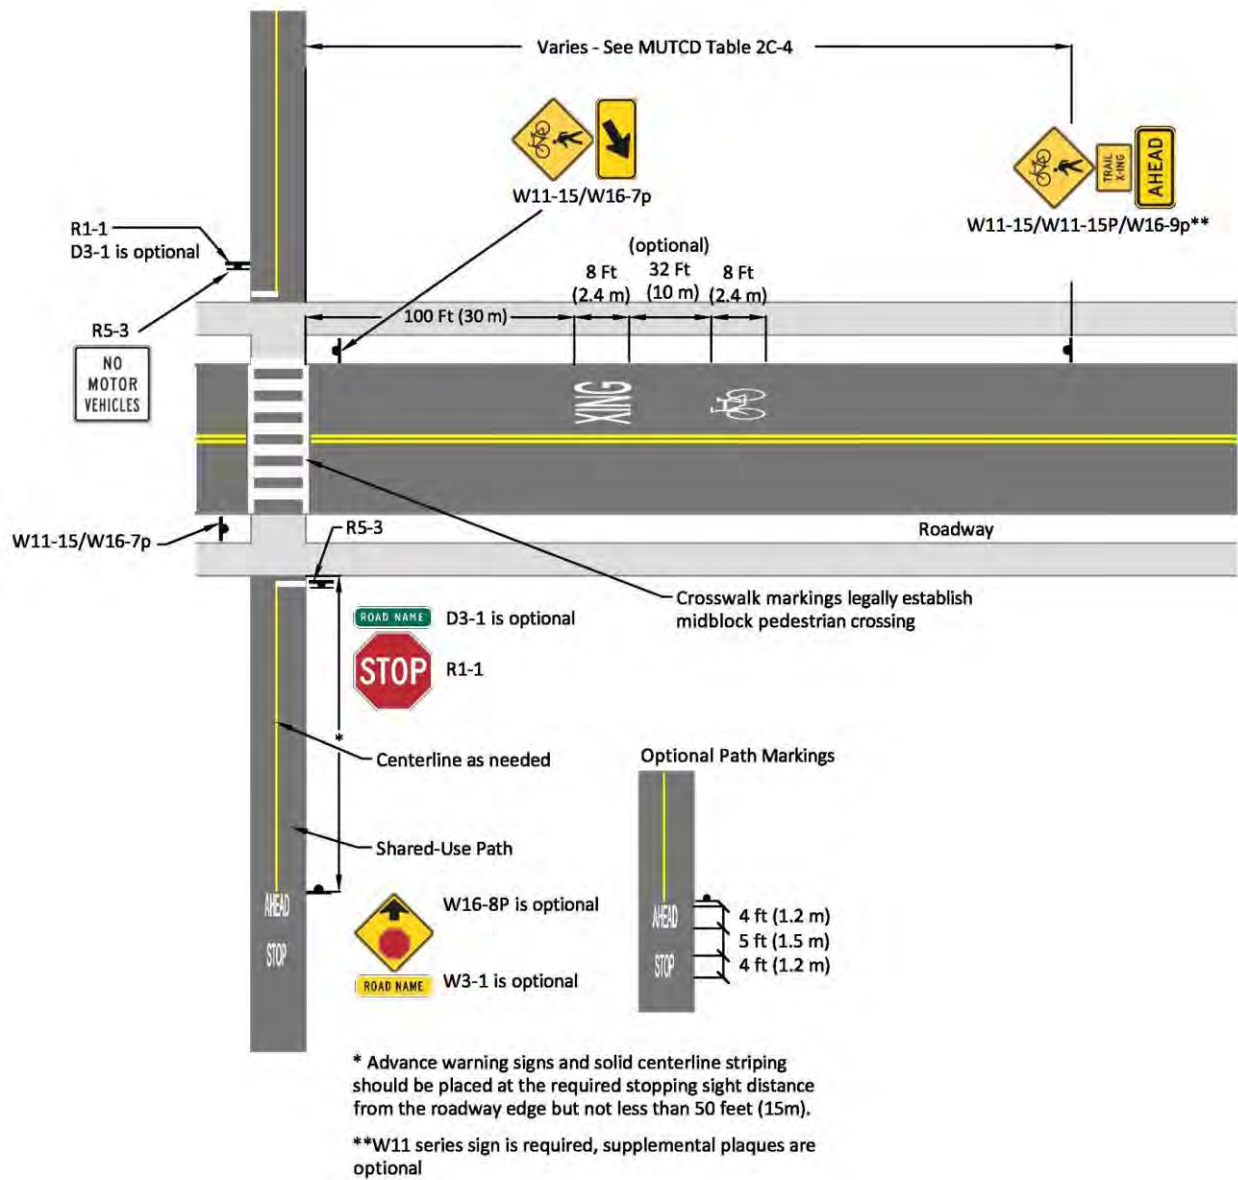 Varies - See MUTCD Table 2C-4
W11-15/W16-7p
TRAIL
X-ING
AHEAD
W11-15/W11-15P/W16-9p**
R1-1
D3-1 is optional
(optional)
8 Ft
(2.4 m)
32 Ft
(10 m)
8 Ft
(2.4 m)
100 Ft (30 m)
R5-3
NO
MOTOR
VEHICLES
XING
W11-15/W16-7p
R5-3
Roadway
Crosswalk markings legally establish
midblock pedestrian crossing
ROAD NAME
D3-1 is optional
STOP
R1-1
*
Centerline as needed
Optional Path Markings
Shared-Use Path
AHEAD
STOP
W16-8P is optional
ROAD NAME
W3-1 is optional
AHEAD
STOP
4 ft (1.2 m)
5 ft (1.5 m)
4 ft (1.2 m)
* Advance warning signs and solid centerline striping
should be placed at the required stopping sight distance
from the roadway edge but not less than 50 feet (15m).
**W11 series sign is required, supplemental plaques are
optional